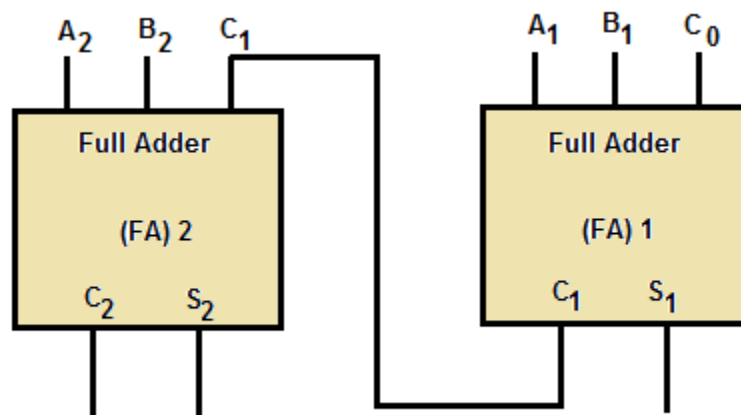 A2 B2 C1
Full Adder
(FA) 2
C2 S2
A1 B1 C0
Full Adder
(FA) 1
C1 S1